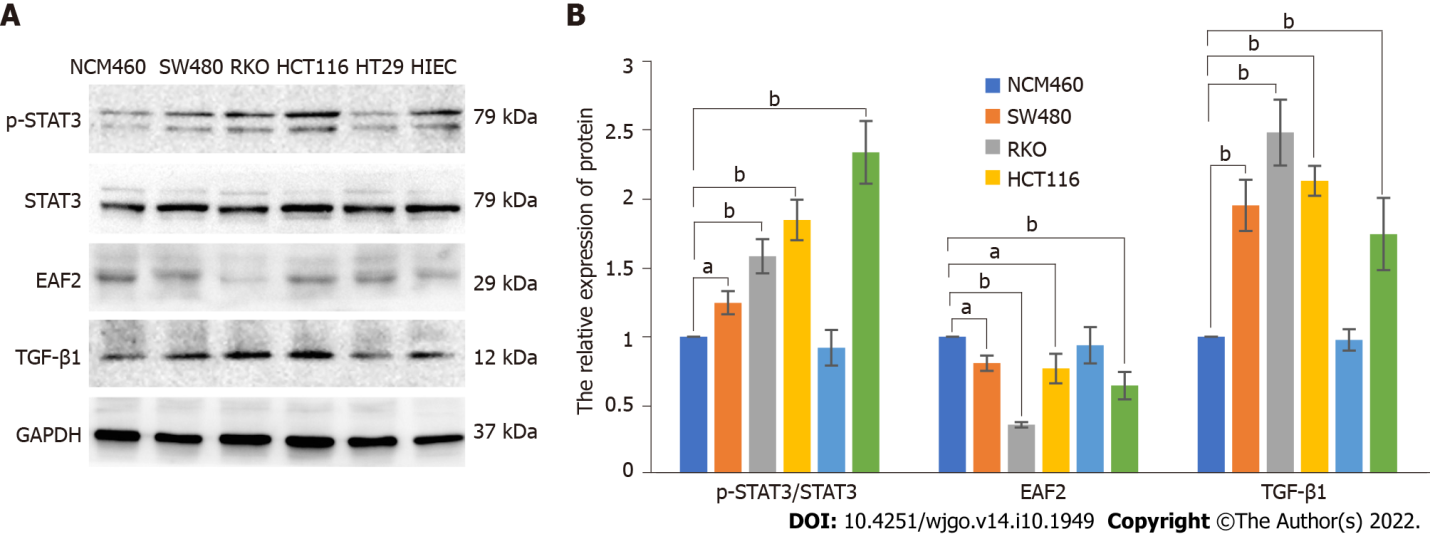 A
NCM460 SW480 RKO HCT116 HT29 HIEC
p-STAT3 79 kDa
STAT3 79 kDa
EAF2 29 kDa
TGF-β1 12 kDa
GAPDH 37 kDa
B
The relative expression of protein
3
2.5
2
1.5
1
0.5
0
NCM460
SW480
RKO
HCT116
a
b
b
b
a
b
a
b
b
b
b
b
p-STAT3/STAT3 EAF2 TGF-β1
DOI: 10.4251/wjgo.v14.i10.1949 Copyright ©The Author(s) 2022.